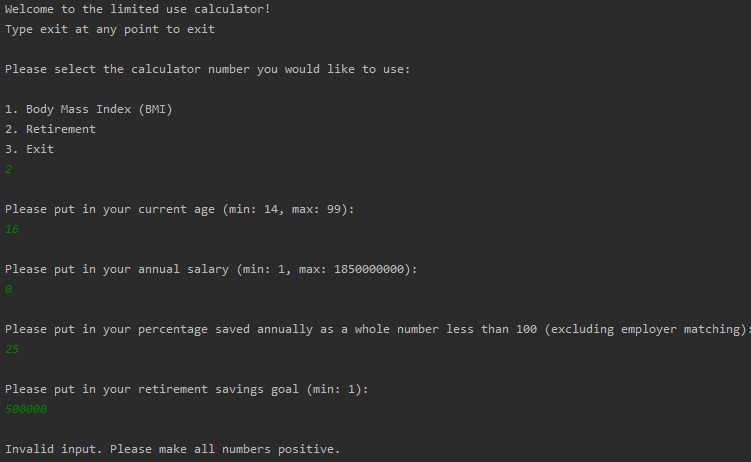 Welcome to the limited use calculator!
Type exit at any point to exit
Please select the calculator number you would like to use:
1. Body Mass Index (BMI)
2. Retirement
3. Exit
2
Please put in your current age (min: 14, max: 99):
16
Please put in your annual salary (min: 1, max: 1850000000):
0
Please put in your percentage saved annually as a whole number less than 100 (excluding employer matching):
25
Please put in your retirement savings goal (min: 1):
500000
Invalid input. Please make all numbers positive.